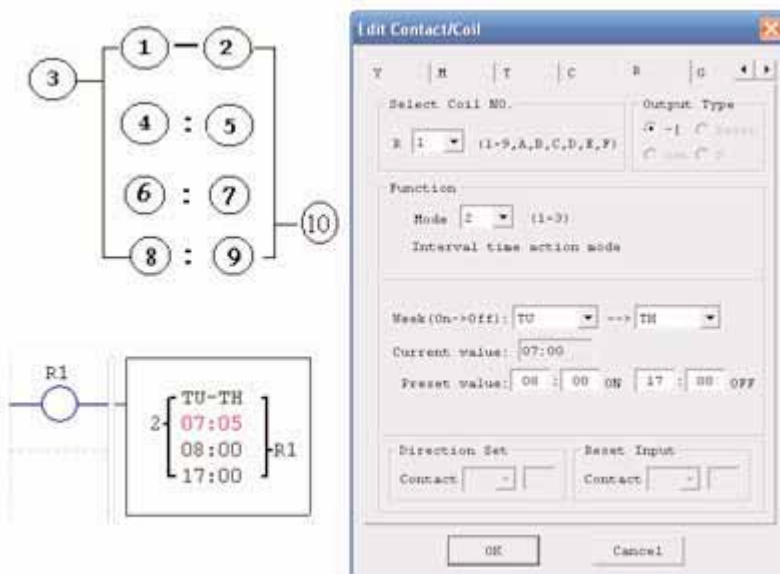 1 — 2
3
4 : 5
6 : 7
10
8 : 9
R1
TU-TH
2
07:05
08:00
R1
17:00
Edit Contact/Coil
Y M T C R G
Select Coil NO.
R 1 (1-9,A,B,C,D,E,F)
Output Type
-[
P
Function
Mode 2 (1-3)
Interval time action mode
Week(On->Off): TU --> TH
Current value: 07:00
Preset value: 08 : 00 ON 17 : 00 OFF
Direction Set
Contact
Reset Input
Contact
OK Cancel